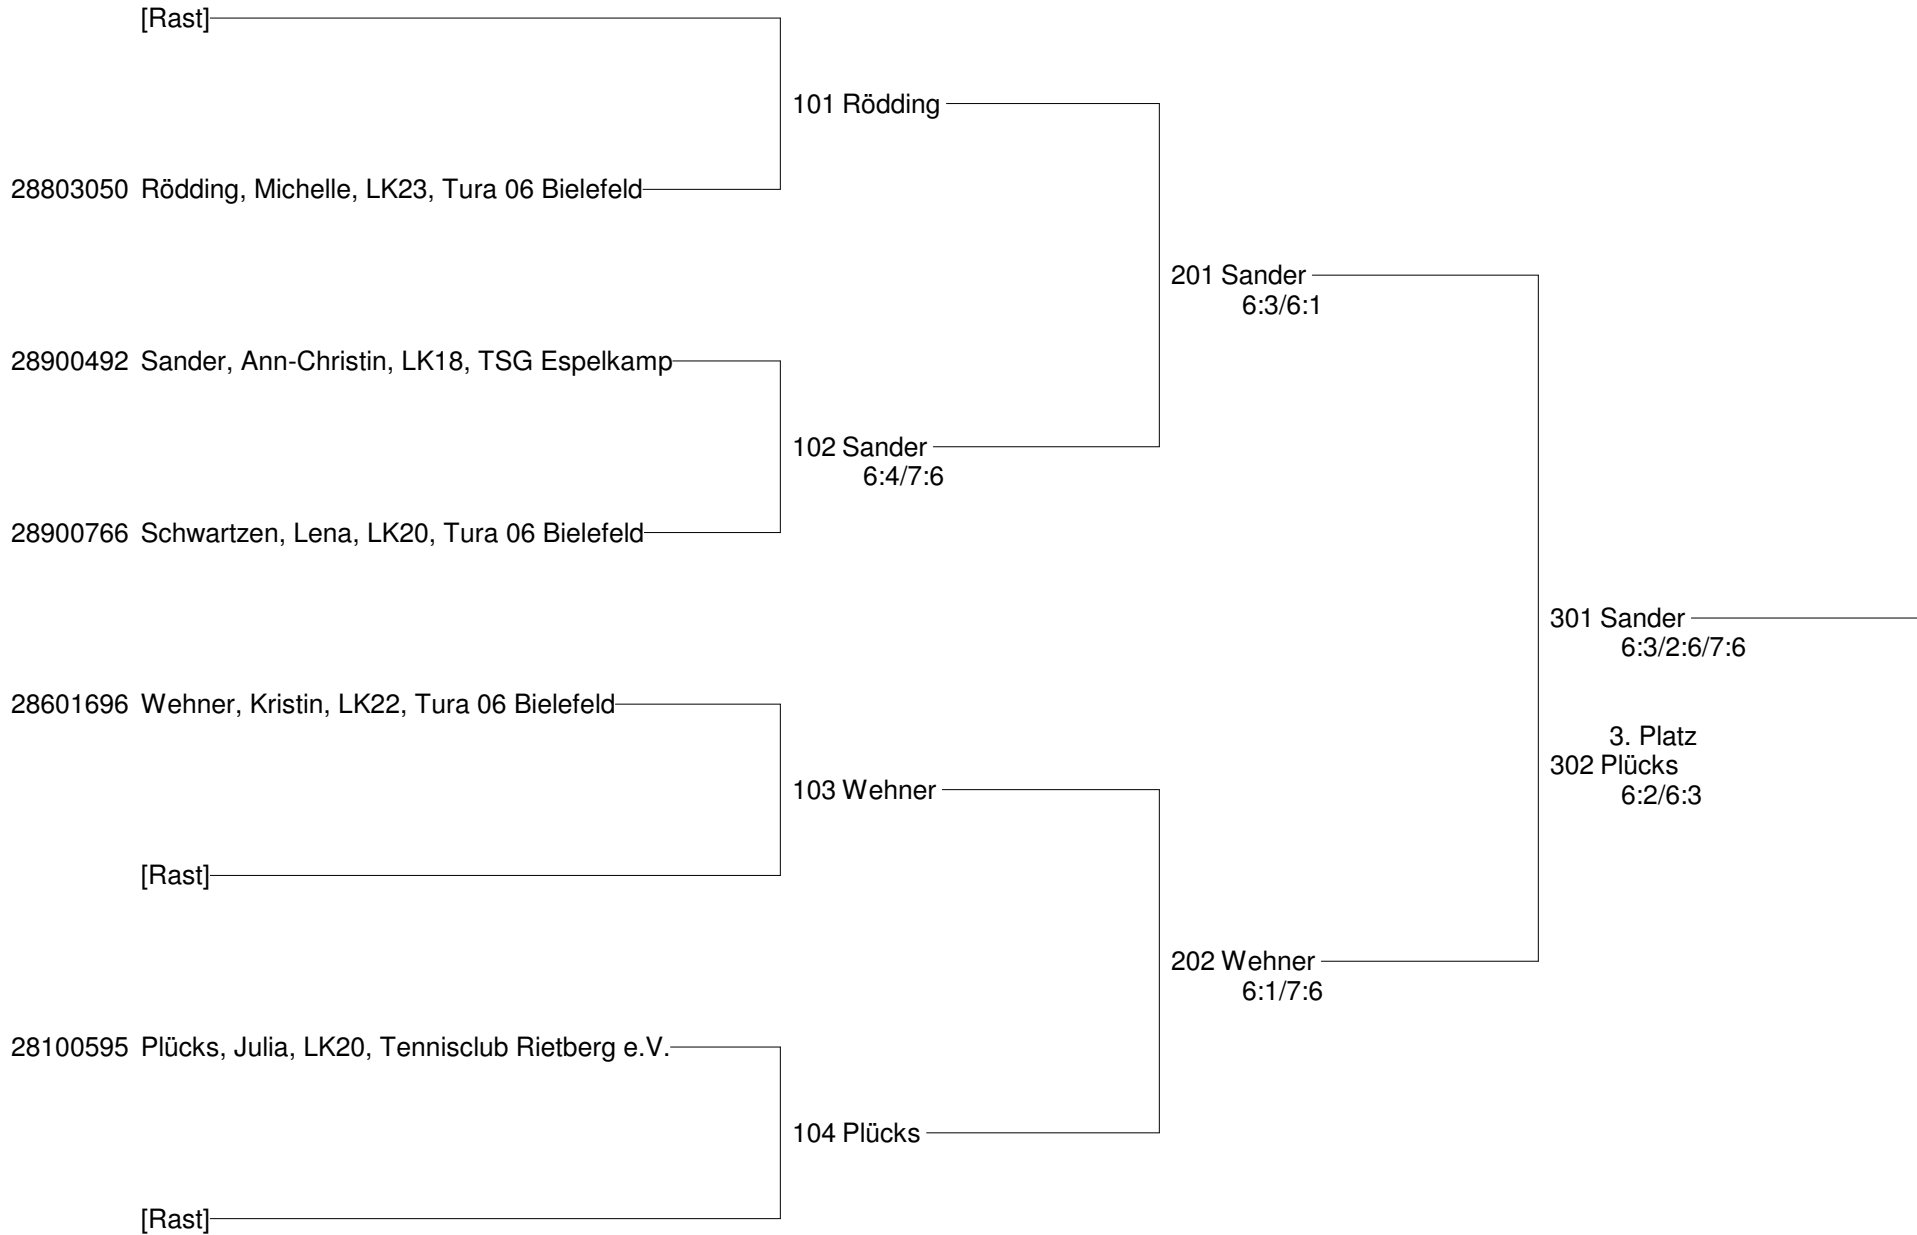 [Rast]
101 Rödding
28803050 Rödding, Michelle, LK23, Tura 06 Bielefeld
201 Sander
6:3/6:1
28900492 Sander, Ann-Christin, LK18, TSG Espelkamp
102 Sander
6:4/7:6
28900766 Schwartzen, Lena, LK20, Tura 06 Bielefeld
301 Sander
6:3/2:6/7:6
28601696 Wehner, Kristin, LK22, Tura 06 Bielefeld
3. Platz
302 Plücks
6:2/6:3
103 Wehner
[Rast]
202 Wehner
6:1/7:6
28100595 Plücks, Julia, LK20, Tennisclub Rietberg e.V.
104 Plücks
[Rast]